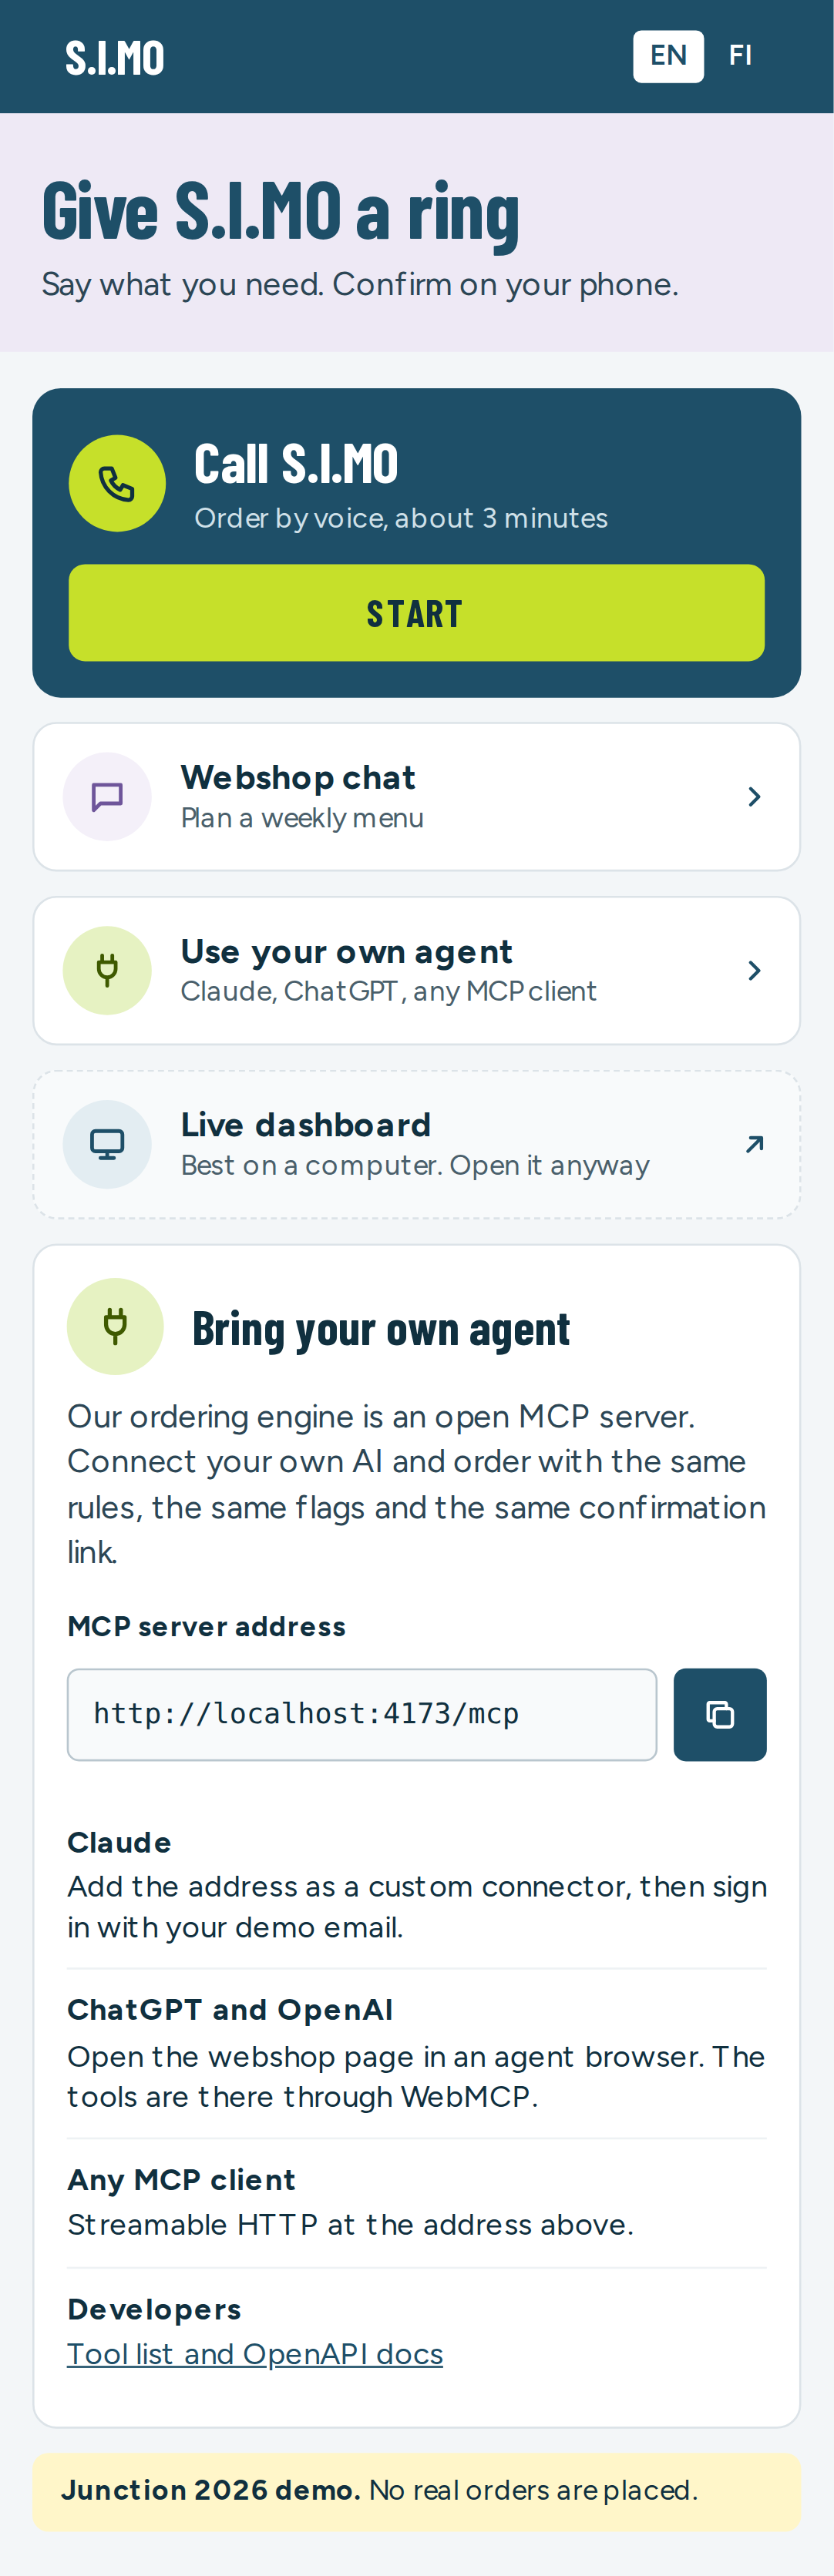 S.I.MO
EN FI
Give S.I.MO a ring
Say what you need. Confirm on your phone.
Call S.I.MO
Order by voice, about 3 minutes
START
Webshop chat
Plan a weekly menu
Use your own agent
Claude, ChatGPT, any MCP client
Live dashboard
Best on a computer. Open it anyway
Bring your own agent
Our ordering engine is an open MCP server.
Connect your own AI and order with the same
rules, the same flags and the same confirmation
link.
MCP server address
http://localhost:4173/mcp
Claude
Add the address as a custom connector, then sign
in with your demo email.
ChatGPT and OpenAI
Open the webshop page in an agent browser. The
tools are there through WebMCP.
Any MCP client
Streamable HTTP at the address above.
Developers
Tool list and OpenAPI docs
Junction 2026 demo. No real orders are placed.